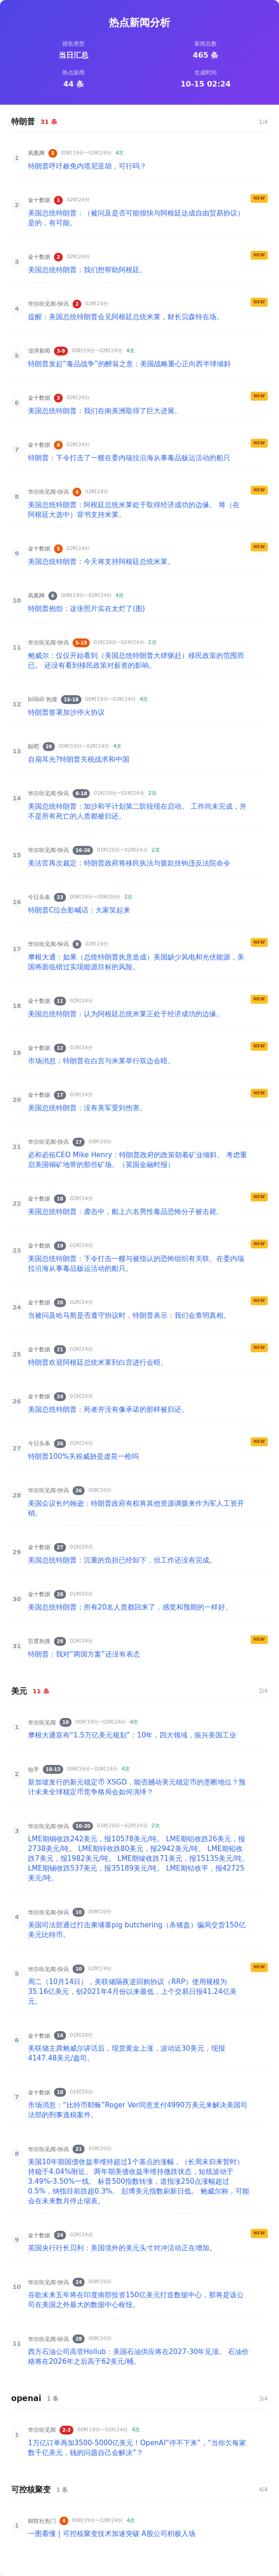 热点新闻分析
报告类型
当日汇总
新闻总数
465 条
热点新闻
44 条
生成时间
10-15 02:24
特朗普 31 条 1/4
1
凤凰网 5 00时19分~02时24分 4次
特朗普呼吁赦免内塔尼亚胡，可行吗？
2
金十数据 1 02时24分 NEW
美国总统特朗普：（被问及是否可能很快与阿根廷达成自由贸易协议）
是的，有可能。
3
金十数据 2 02时24分 NEW
美国总统特朗普：我们想帮助阿根廷。
4
华尔街见闻-快讯 2 02时24分 NEW
提醒：美国总统特朗普会见阿根廷总统米莱，财长贝森特在场。
5
澎湃新闻 3-9 00时19分~02时24分 4次
特朗普发起“毒品战争”的醉翁之意：美国战略重心正向西半球倾斜
6
金十数据 3 02时24分 NEW
美国总统特朗普：我们在南美洲取得了巨大进展。
7
金十数据 4 02时24分 NEW
特朗普：下令打击了一艘在委内瑞拉沿海从事毒品贩运活动的船只
8
华尔街见闻-快讯 4 02时24分 NEW
美国总统特朗普：阿根廷总统米莱处于取得经济成功的边缘。 将（在
阿根廷大选中）背书支持米莱。
9
金十数据 5 02时24分 NEW
美国总统特朗普：今天将支持阿根廷总统米莱。
10
凤凰网 6 00时19分~02时24分 4次
特朗普抱怨：这张照片实在太烂了(图)
11
华尔街见闻-快讯 5-15 01时20分~02时24分 2次
鲍威尔：仅仅开始看到（美国总统特朗普大肆驱赶）移民政策的范围而
已。 还没有看到移民政策对薪资的影响。
12
bilibili 热搜 15-18 00时19分~02时24分 4次
特朗普签署加沙停火协议
13
贴吧 26 00时19分~02时24分 4次
自扇耳光?特朗普关税战求和中国
14
华尔街见闻-快讯 8-18 01时20分~02时24分 2次
美国总统特朗普：加沙和平计划第二阶段现在启动。 工作尚未完成，并
不是所有死亡的人质都被归还。
15
华尔街见闻-快讯 16-26 01时20分~02时24分 2次
美法官再次裁定：特朗普政府将移民执法与拨款挂钩违反法院命令
16
今日头条 23 00时19分~00时20分 2次
特朗普C位合影喊话：大家笑起来
17
华尔街见闻-快讯 9 02时24分 NEW
摩根大通：如果（总统特朗普执意造成）美国缺少风电和光伏能源，美
国将面临错过实现能源目标的风险。
18
金十数据 11 02时24分 NEW
美国总统特朗普：认为阿根廷总统米莱正处于经济成功的边缘。
19
金十数据 12 02时24分 NEW
市场消息：特朗普在白宫与米莱举行双边会晤。
20
金十数据 17 02时24分 NEW
美国总统特朗普：没有美军受到伤害。
21
华尔街见闻-快讯 17 00时20分
必和必拓CEO Mike Henry：特朗普政府的政策朝着矿业倾斜。 考虑重
启美国铜矿地带的那些矿场。（英国金融时报）
22
金十数据 18 02时24分 NEW
美国总统特朗普：袭击中，船上六名男性毒品恐怖分子被击毙。
23
金十数据 19 02时24分 NEW
美国总统特朗普：下令打击一艘与被指认的恐怖组织有关联、在委内瑞
拉沿海从事毒品贩运活动的船只。
24
金十数据 20 02时24分 NEW
当被问及哈马斯是否遵守协议时，特朗普表示：我们会查明真相。
25
金十数据 21 02时24分 NEW
特朗普欢迎阿根廷总统米莱到白宫进行会晤。
26
金十数据 24 01时20分
美国总统特朗普：死者并没有像承诺的那样被归还。
27
今日头条 26 02时24分 NEW
特朗普100%关税威胁是虚晃一枪吗
28
华尔街见闻-快讯 26 00时20分
美国众议长约翰逊：特朗普政府有权将其他资源调拨来作为军人工资开
销。
29
金十数据 27 01时20分
美国总统特朗普：沉重的负担已经卸下，但工作还没有完成。
30
金十数据 28 01时20分
美国总统特朗普：所有20名人质都回来了，感觉和预期的一样好。
31
百度热搜 29 02时24分 NEW
特朗普：我对“两国方案”还没有表态
美元 11 条 2/4
1
华尔街见闻 10 00时19分~02时24分 4次
摩根大通宣布“1.5万亿美元规划”：10年，四大领域，振兴美国工业
2
知乎 10-13 00时19分~02时24分 4次
新加坡发行的新元稳定币 XSGD，能否撼动美元稳定币的垄断地位？预
计未来全球稳定币竞争格局会如何演绎？
3
华尔街见闻-快讯 10-20 01时20分~02时24分 2次
LME期铜收跌242美元，报10578美元/吨。 LME期铝收跌26美元，报
2738美元/吨。 LME期锌收跌80美元，报2942美元/吨。 LME期铅收
跌7美元，报1982美元/吨。 LME期镍收跌71美元，报15135美元/吨。
LME期锡收跌537美元，报35189美元/吨。 LME期钴收平，报42725
美元/吨。
4
华尔街见闻-快讯 10 00时20分
美国司法部通过打击柬埔寨pig butchering（杀猪盘）骗局交货150亿
美元比特币。
5
华尔街见闻-快讯 10 02时24分 NEW
周二（10月14日），美联储隔夜逆回购协议（RRP）使用规模为
35.16亿美元，创2021年4月份以来最低，上个交易日报41.24亿美
元。
6
金十数据 14 01时20分
美联储主席鲍威尔讲话后，现货黄金上涨，波动近30美元，现报
4147.48美元/盎司。
7
金十数据 18 01时20分
市场消息：“比特币耶稣”Roger Ver同意支付4990万美元来解决美国司
法部的刑事逃税案件。
8
华尔街见闻-快讯 21 01时20分
美国10年期国债收益率维持超过1个基点的涨幅，（长周末归来暂时）
持稳于4.04%附近。 两年期美债收益率维持微跌状态，短线波动于
3.49%-3.50%一线。 标普500指数转涨，道指涨250点涨幅超过
0.5%，纳指目前跌超0.3%。 彭博美元指数刷新日低。 鲍威尔称，可能
会在未来数月停止缩表。
9
金十数据 24 02时24分 NEW
英国央行行长贝利：美国境外的美元头寸对冲活动正在增加。
10
华尔街见闻-快讯 24 00时20分
谷歌未来五年将在印度南部投资150亿美元打造数据中心，那将是该公
司在美国之外最大的数据中心枢纽。
11
华尔街见闻-快讯 28 00时20分
西方石油公司高管Hollub：美国石油供应将在2027-30年见顶。 石油价
格将在2026年之后高于62美元/桶。
openai 1 条 3/4
1
华尔街见闻 2-3 00时19分~02时24分 4次
1万亿订单再加3500-5000亿美元！OpenAI“停不下来”，“当你欠每家
数千亿美元，钱的问题自己会解决”？
可控核聚变 1 条 4/4
1
财联社热门 4 00时19分~02时24分 4次
一图看懂 | 可控核聚变技术加速突破 A股公司积极入场